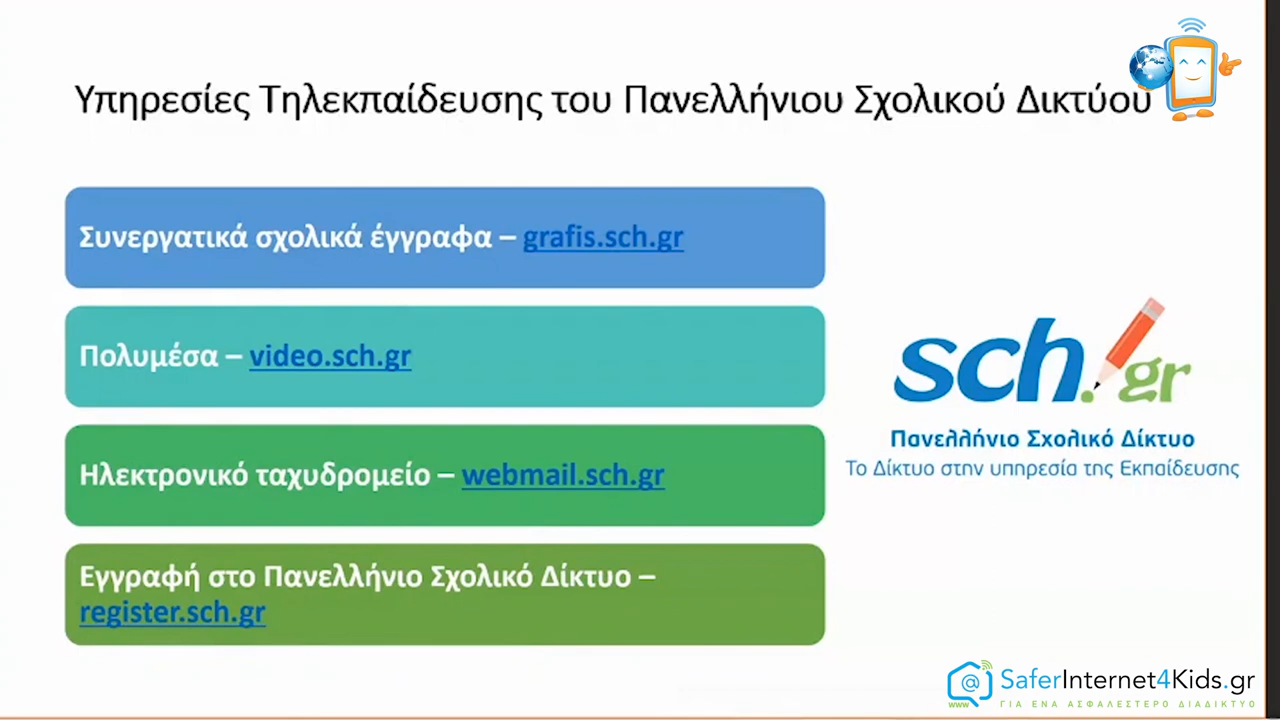 Υπηρεσίες Τηλεκπαίδευσης του Πανελλήνιου Σχολικού Δικτύου
Συνεργατικά σχολικά έγγραφα – grafis.sch.gr
Πολυμέσα – video.sch.gr
Ηλεκτρονικό ταχυδρομείο – webmail.sch.gr
Εγγραφή στο Πανελλήνιο Σχολικό Δίκτυο –
register.sch.gr
sch.gr
Πανελλήνιο Σχολικό Δίκτυο
Το Δίκτυο στην υπηρεσία της Εκπαίδευσης
@
www
SaferInternet4Kids.gr
ΓΙΑ ΕΝΑ ΑΣΦΑΛΕΣΤΕΡΟ ΔΙΑΔΙΚΤΥΟ